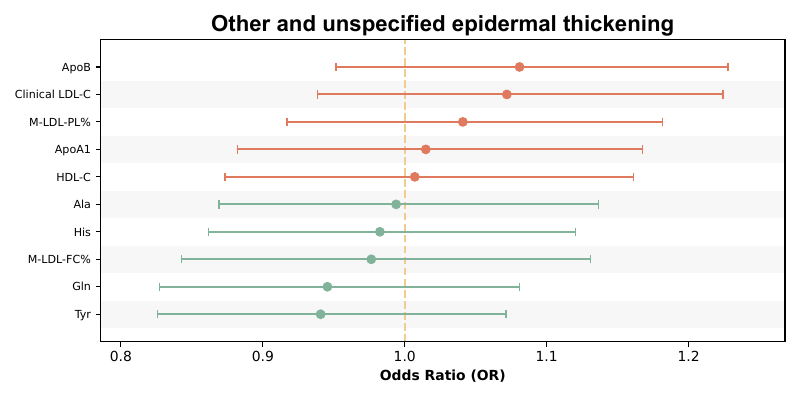 Other and unspecified epidermal thickening
ApoB
Clinical LDL-C
M-LDL-PL%
ApoA1
HDL-C
Ala
His
M-LDL-FC%
Gln
Tyr
0.8 0.9 1.0 1.1 1.2
Odds Ratio (OR)